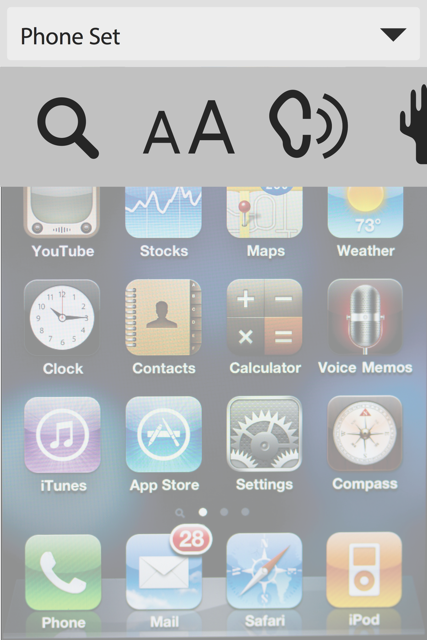 Phone Set
AA
YouTube Stocks Maps Weather
73°
Clock Contacts Calculator Voice Memos
iTunes App Store Settings Compass
28
Phone Mail Safari iPod